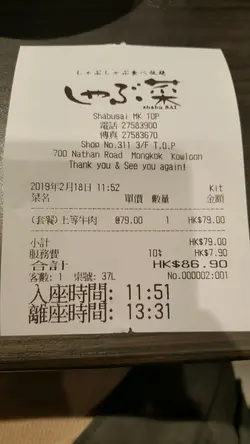 しゃぶしゃぶ食べ放題
しゃぶ菜
shabu sai
Shabusai MK TOP
電話 27583900
傳真 27583670
Shop No.311 3/F T.O.P
700 Nathan Road Mongkok Kowloon
Thank you & See you again!
2019年2月18日 11:52 Kit
菜名 單價 數量 金額
(套餐)上等牛肉 @79.00 1 HK$79.00
小計 HK$79.00
服務費 10% HK$7.90
合計 HK$86.90
客數: 1 枱號: 37L No.000002:001
入座時間: 11:51
離座時間: 13:31